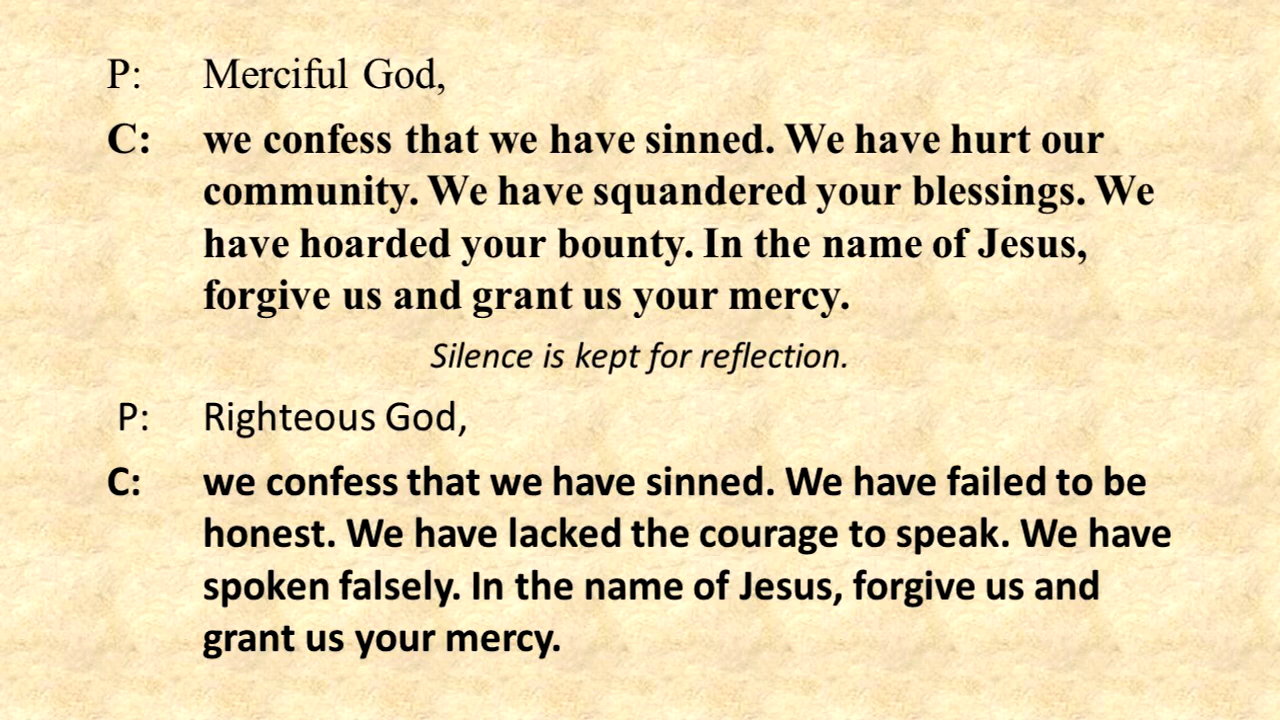 P: Merciful God,
C: we confess that we have sinned. We have hurt our
community. We have squandered your blessings. We
have hoarded your bounty. In the name of Jesus,
forgive us and grant us your mercy.
Silence is kept for reflection.
P: Righteous God,
C: we confess that we have sinned. We have failed to be
honest. We have lacked the courage to speak. We have
spoken falsely. In the name of Jesus, forgive us and
grant us your mercy.